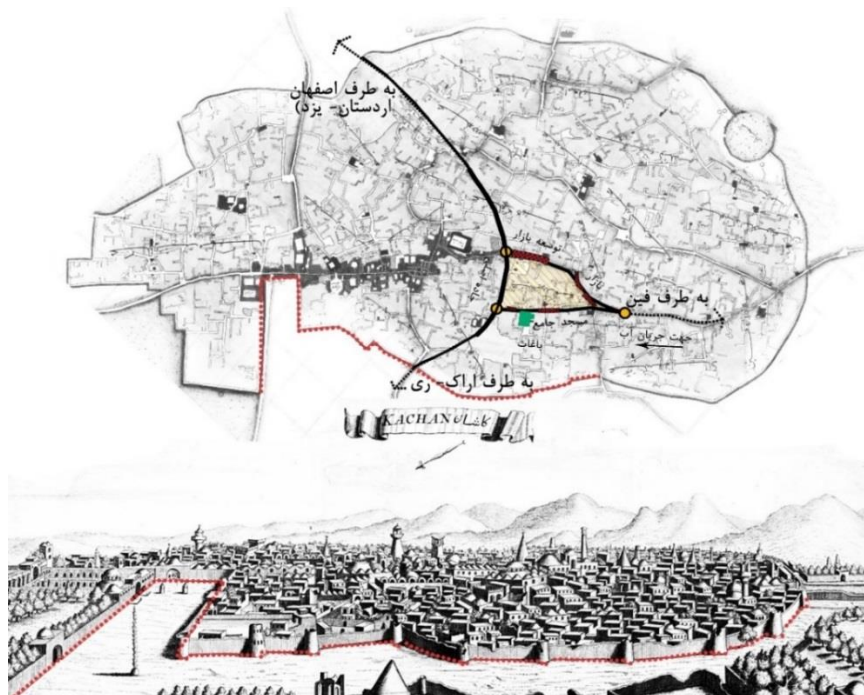 به طرف اصفهان
اردستان- یزد)
توسعه بازار
بازار
به طرف فین
مسجد جامع
جهت جریان آب
باغات
به طرف اراک- ری
KACHAN کاشان